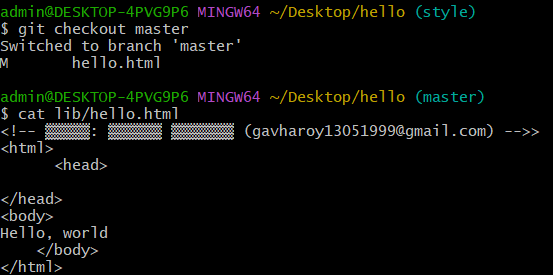 admin@DESKTOP-4PVG9P6 MINGW64 ~/Desktop/hello (style)
$ git checkout master
Switched to branch 'master'
M       hello.html
admin@DESKTOP-4PVG9P6 MINGW64 ~/Desktop/hello (master)
$ cat lib/hello.html
<!-- ▒▒▒▒▒: ▒▒▒▒▒▒ ▒▒▒▒▒▒▒ (gavharoy13051999@gmail.com) -->>
<html>
      <head>
</head>
<body>
Hello, world
    </body>
</html>